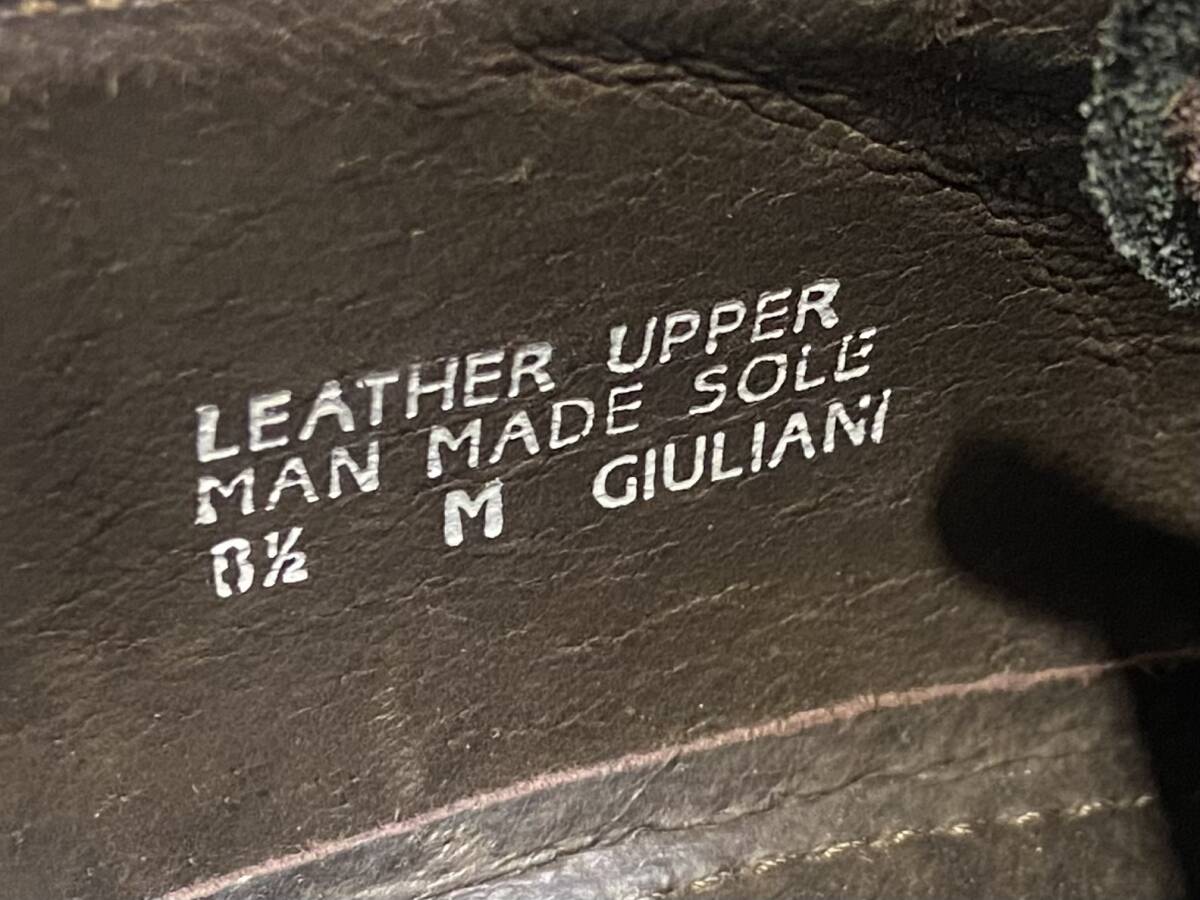 LEATHER UPPER
MAN MADE SOLE
8½ M GIULIANI